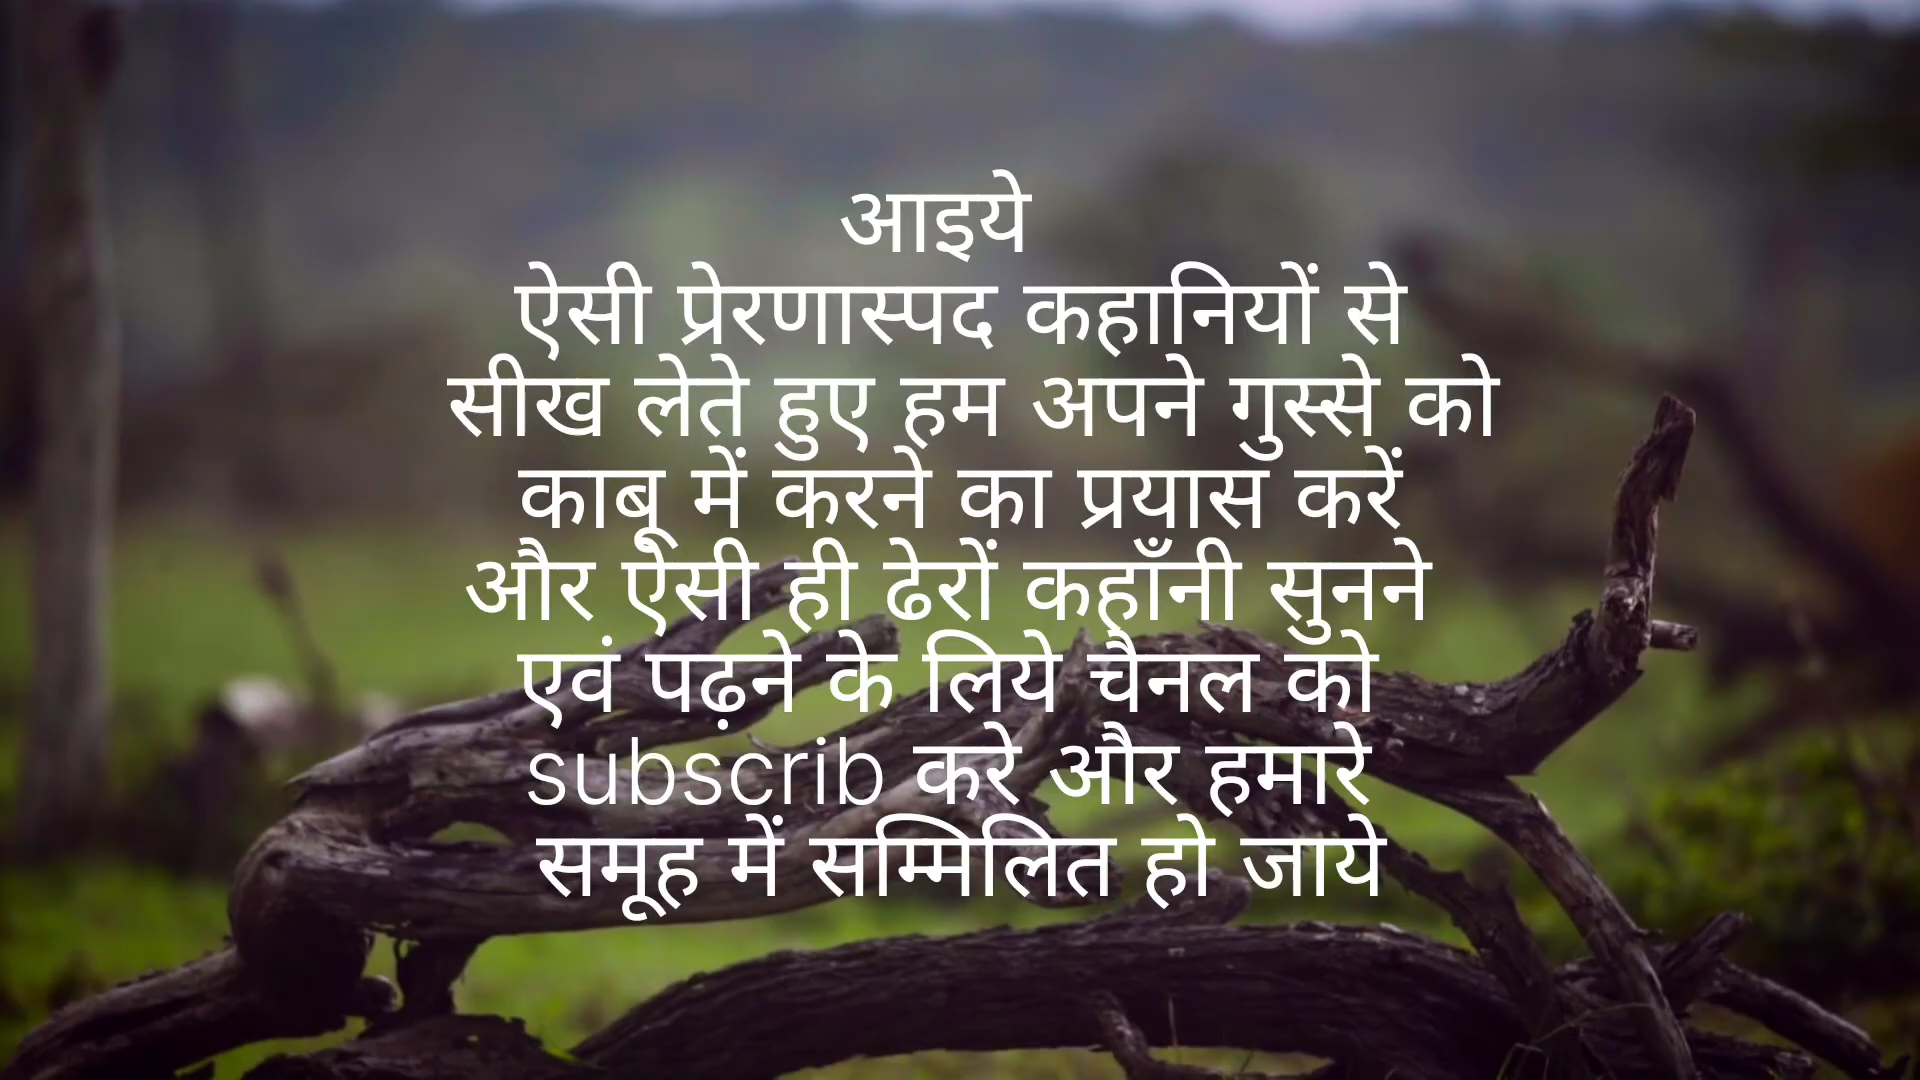 आइये
ऐसी प्रेरणास्पद कहानियों से
सीख लेते हुए हम अपने गुस्से को
काबू में करने का प्रयास करें
और ऐसी ही ढेरों कहाँनी सुनने
एवं पढ़ने के लिये चैनल को
subscrib करे और हमारे
समूह में सम्मिलित हो जाये